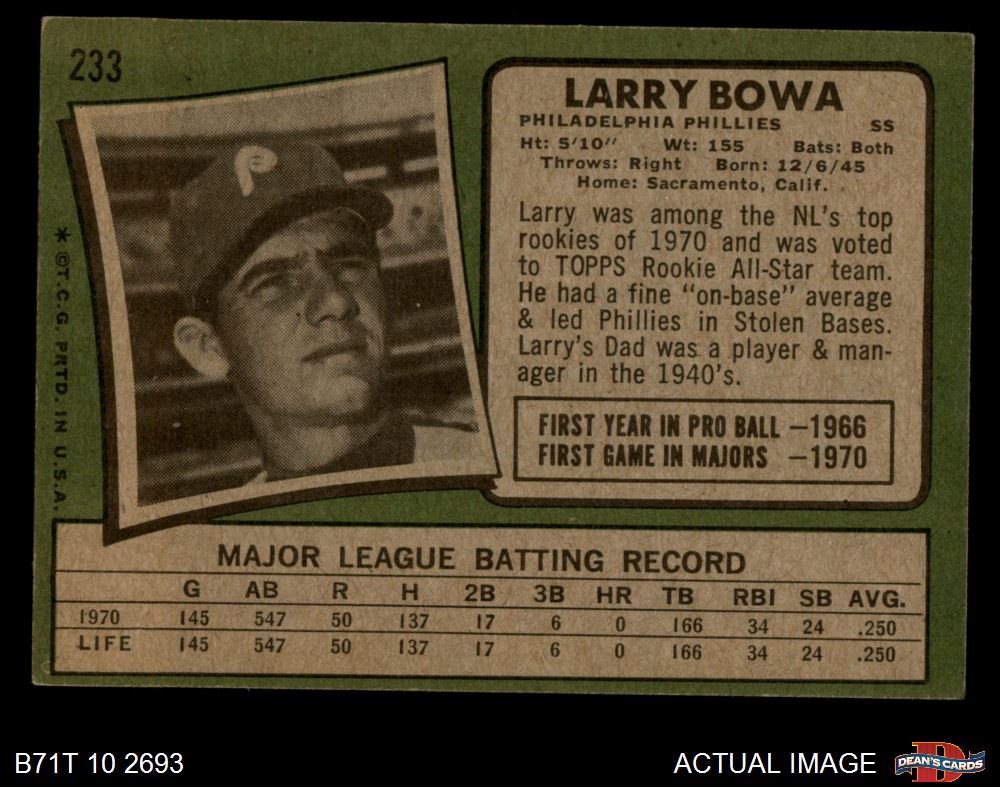 233
P
* ©T.C.G. PRTD. IN U.S.A.
LARRY BOWA
PHILADELPHIA PHILLIES SS
Ht: 5'10" Wt: 155 Bats: Both
Throws: Right Born: 12/6/45
Home: Sacramento, Calif.
Larry was among the NL's top
rookies of 1970 and was voted
to TOPPS Rookie All-Star team.
He had a fine "on-base" average
& led Phillies in Stolen Bases.
Larry's Dad was a player & man-
ager in the 1940's.
FIRST YEAR IN PRO BALL —1966
FIRST GAME IN MAJORS —1970
MAJOR LEAGUE BATTING RECORD
G AB R H 2B 3B HR TB RBI SB AVG.
1970 145 547 50 137 17 6 0 166 34 24 .250
LIFE 145 547 50 137 17 6 0 166 34 24 .250
B71T 10 2693
ACTUAL IMAGE
D
DEAN'S CARDS